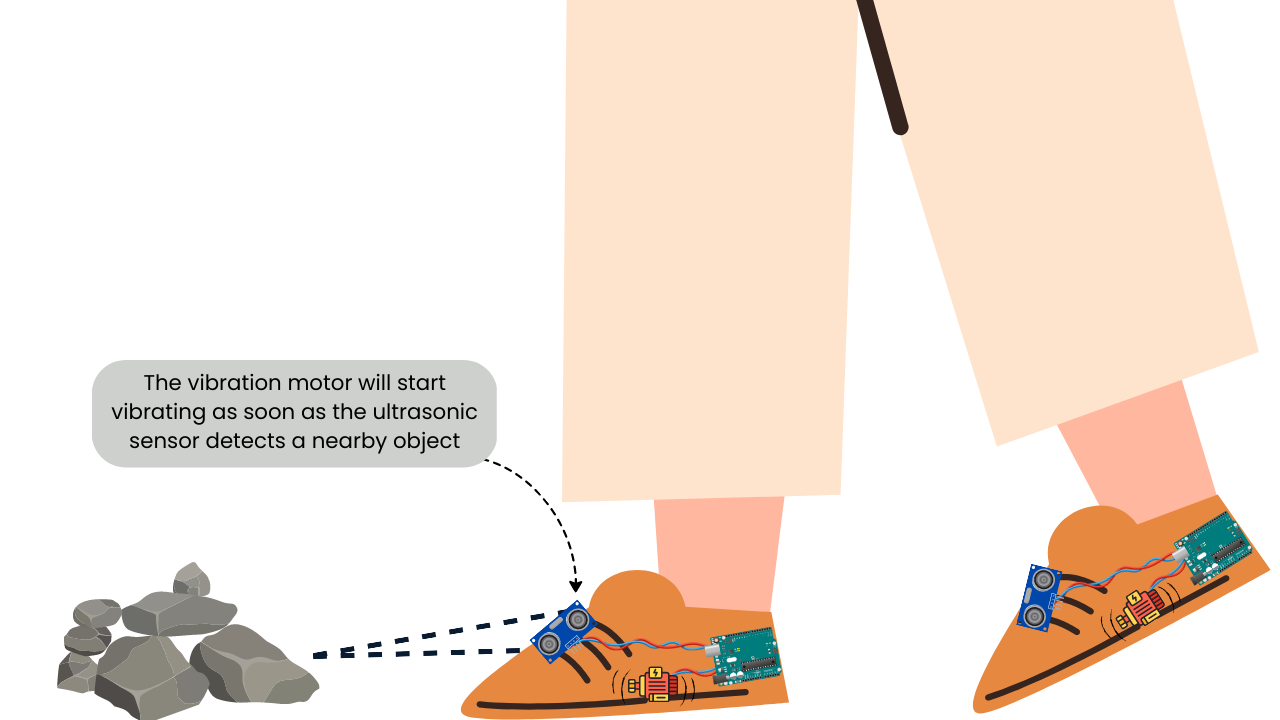 The vibration motor will start
vibrating as soon as the ultrasonic
sensor detects a nearby object